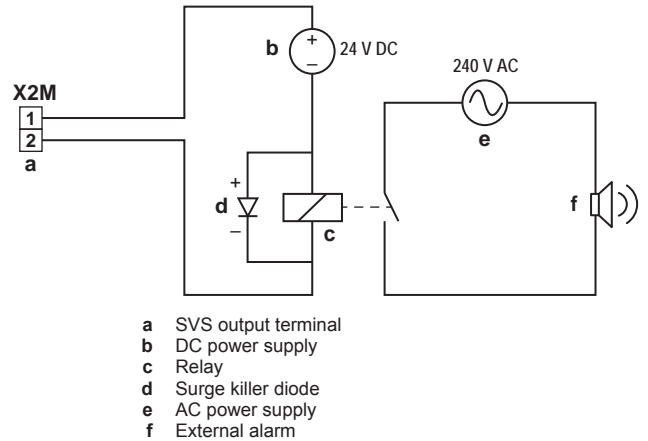 b
+
−
24 V DC
240 V AC
e
X2M
1
2
a
+
d
−
c
f
a SVS output terminal
b DC power supply
c Relay
d Surge killer diode
e AC power supply
f External alarm